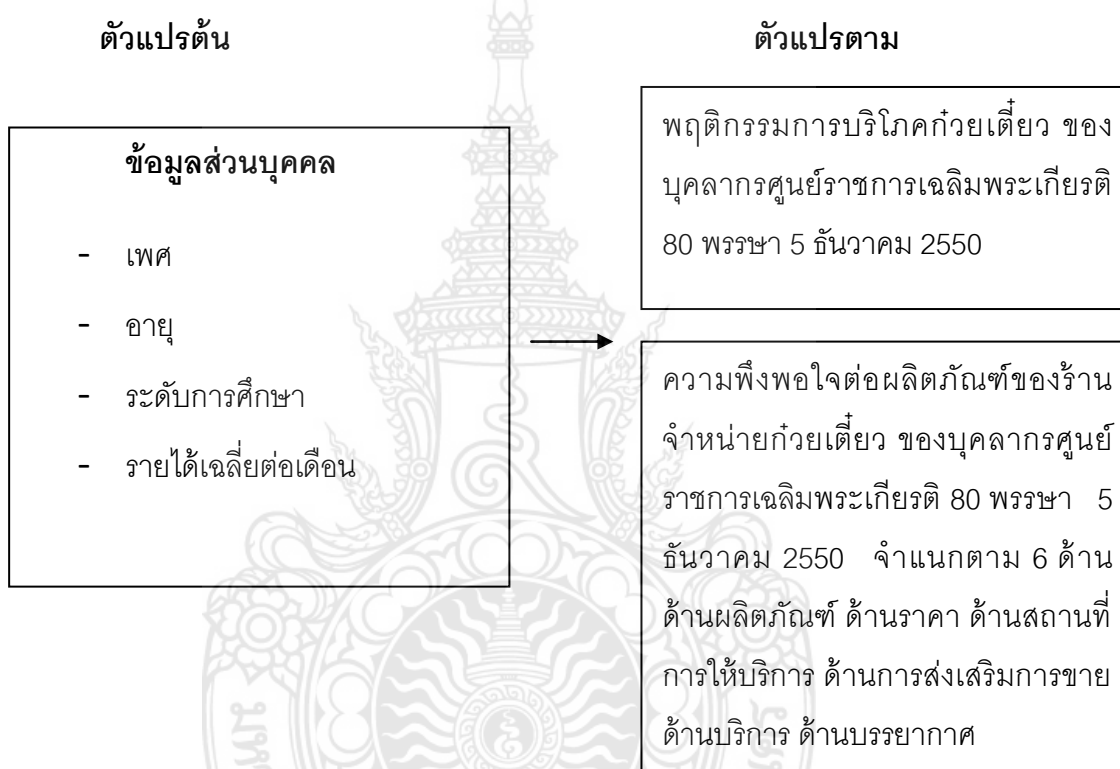 ตัวแปรต้น
ตัวแปรตาม
ข้อมูลส่วนบุคคล
- เพศ
- อายุ
- ระดับการศึกษา
- รายได้เฉลี่ยต่อเดือน
พฤติกรรมการบริโภคก๋วยเตี๋ยว ของ
บุคลากรศูนย์ราชการเฉลิมพระเกียรติ
80 พรรษา 5 ธันวาคม 2550
ความพึงพอใจต่อผลิตภัณฑ์ของร้าน
จำหน่ายก๋วยเตี๋ยว ของบุคลากรศูนย์
ราชการเฉลิมพระเกียรติ 80 พรรษา 5
ธันวาคม 2550 จำแนกตาม 6 ด้าน
ด้านผลิตภัณฑ์ ด้านราคา ด้านสถานที่
การให้บริการ ด้านการส่งเสริมการขาย
ด้านบริการ ด้านบรรยากาศ